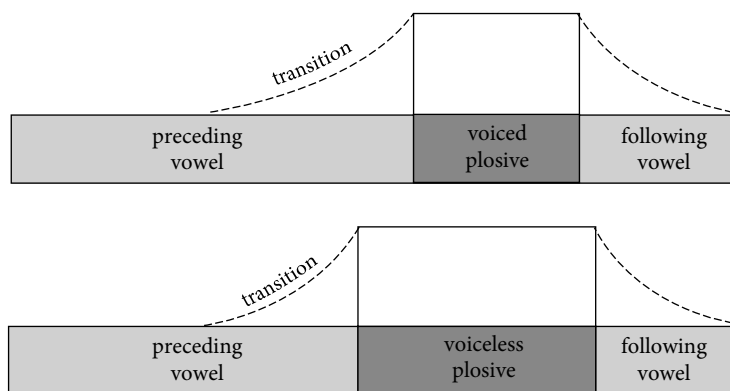 transition
preceding
vowel
voiced
plosive
following
vowel
transition
preceding
vowel
voiceless
plosive
following
vowel